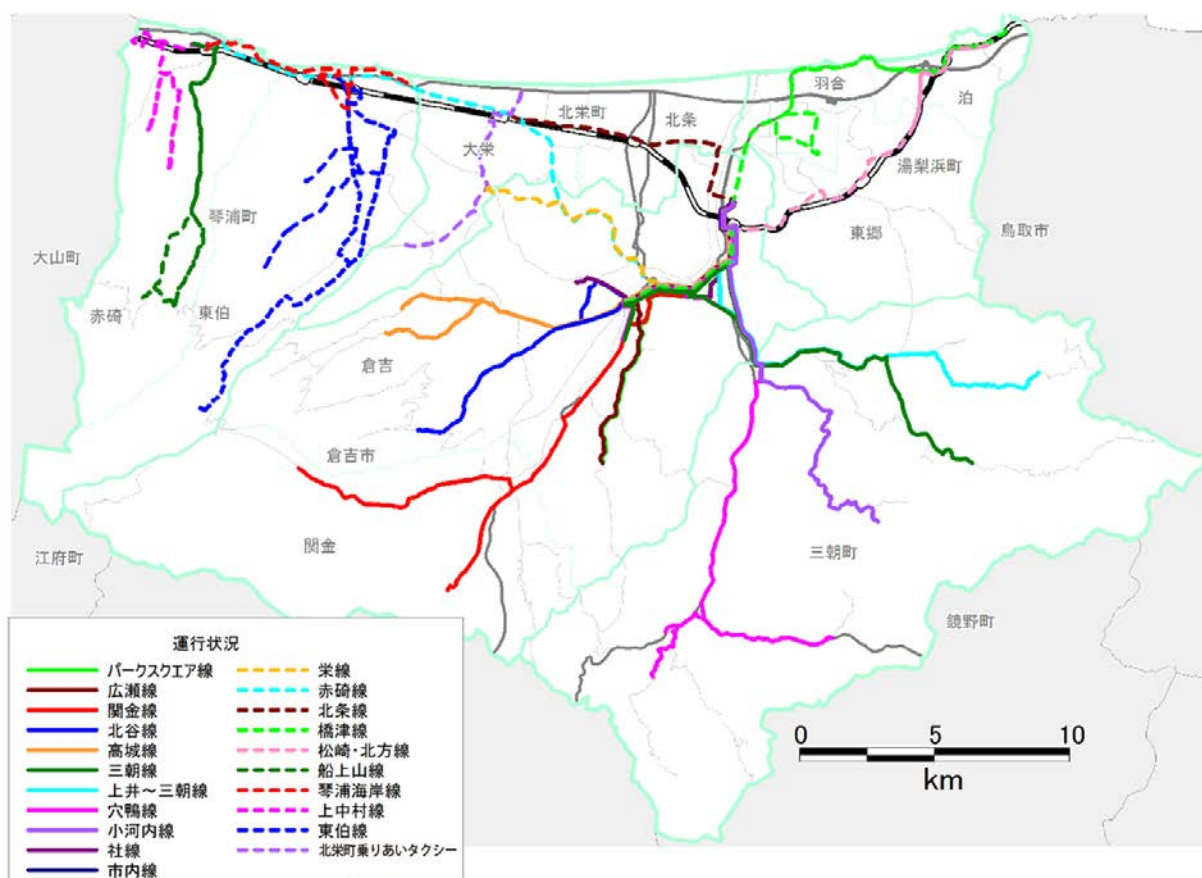 羽合
泊
北栄町
北条
大栄
湯梨浜町
琴浦町
東郷
鳥取市
大山町
赤碕
東伯
倉吉
倉吉市
関金
江府町
三朝町
鏡野町
運行状況
パークスクエア線
広瀬線
関金線
北谷線
高城線
三朝線
上井～三朝線
穴鴨線
小河内線
社線
市内線
栄線
赤碕線
北条線
橋津線
松崎・北方線
船上山線
琴浦海岸線
上中村線
東伯線
北栄町乗りあいタクシー
0 5 10
km